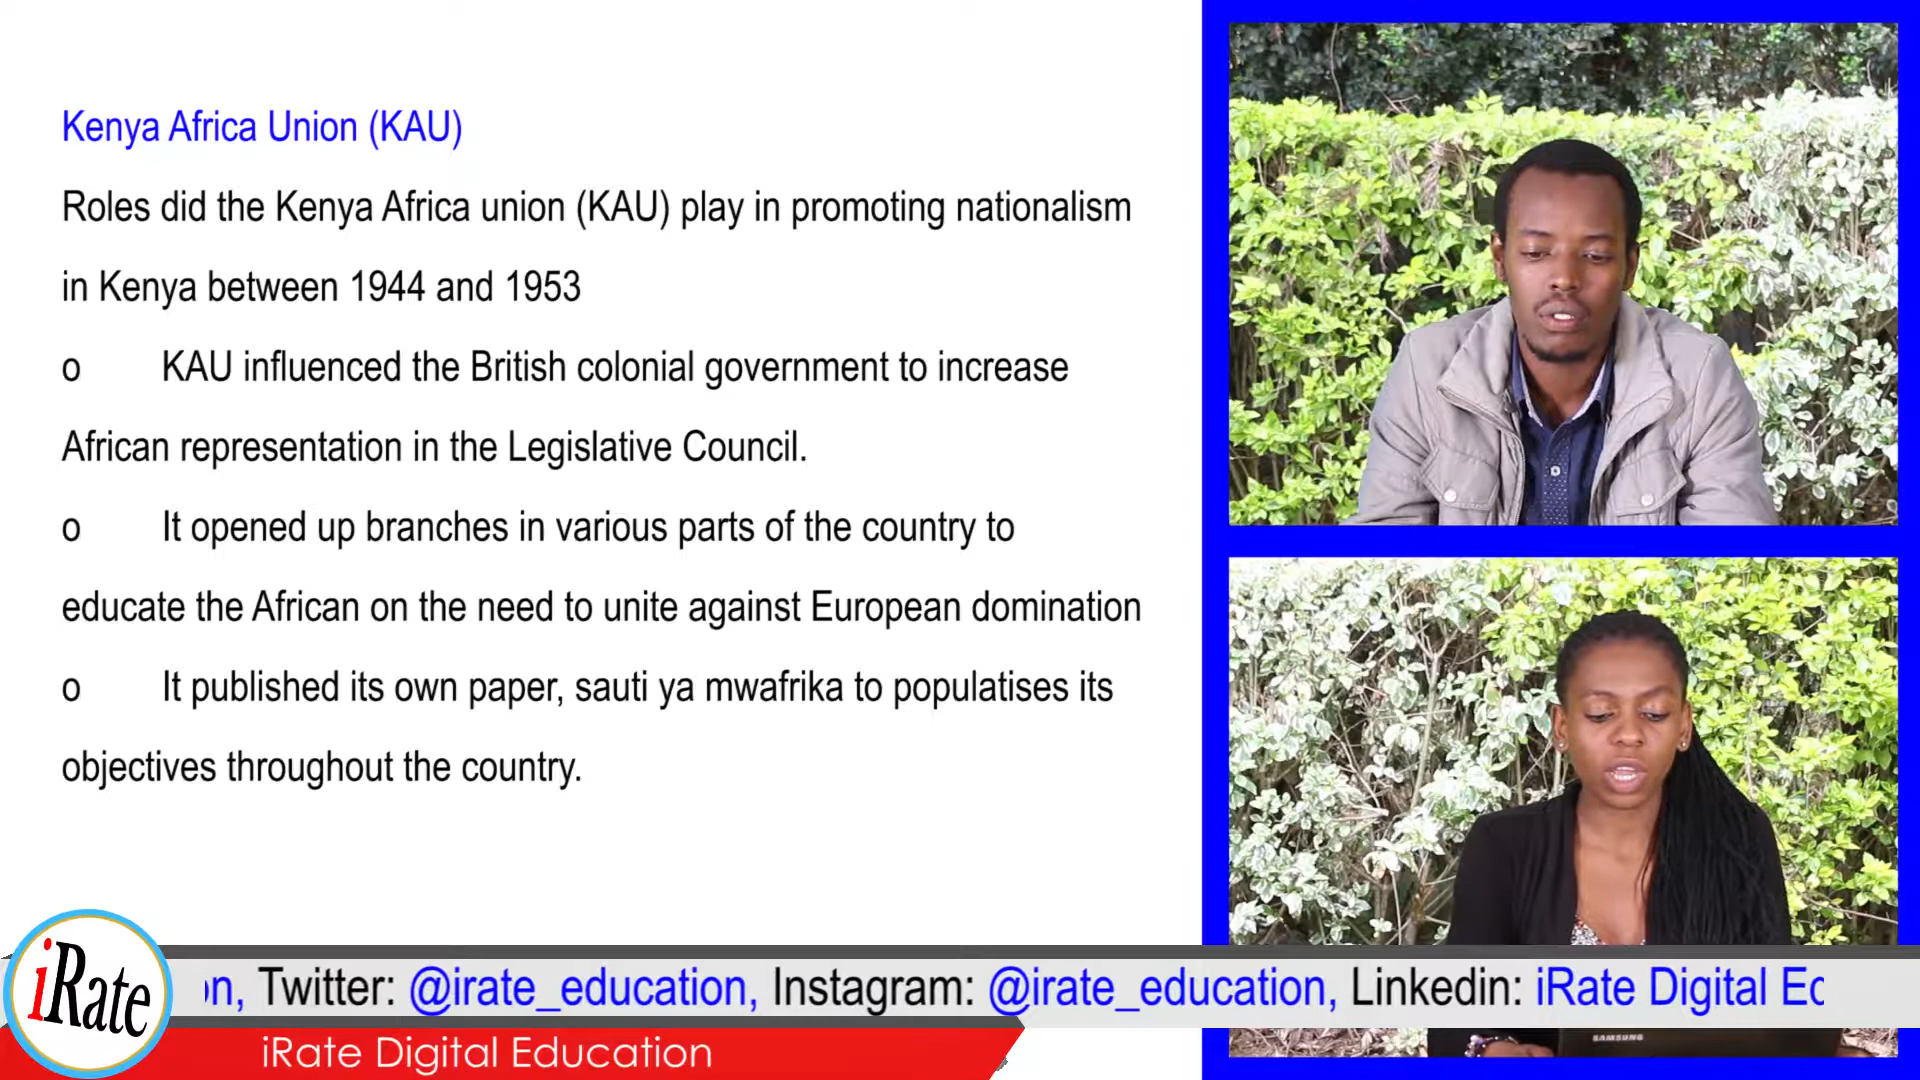 Kenya Africa Union (KAU)
Roles did the Kenya Africa union (KAU) play in promoting nationalism
in Kenya between 1944 and 1953
o KAU influenced the British colonial government to increase
African representation in the Legislative Council.
o It opened up branches in various parts of the country to
educate the African on the need to unite against European domination
o It published its own paper, sauti ya mwafrika to populatises its
objectives throughout the country.
SAMSUNG
iRate
on, Twitter: @irate_education, Instagram: @irate_education, Linkedin: iRate Digital Ec
iRate Digital Education